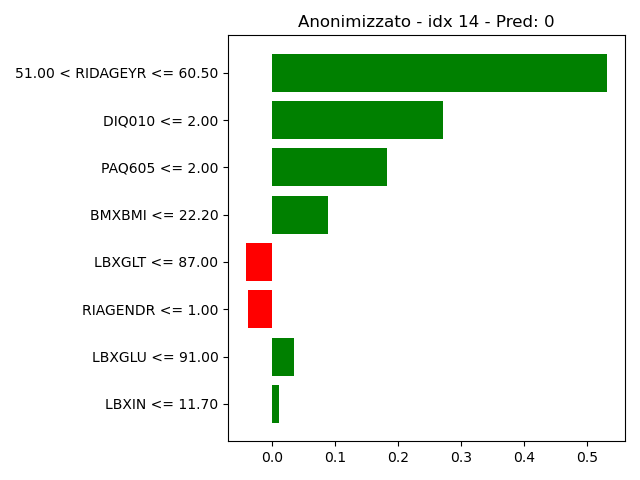 Anonimizzato - idx 14 - Pred: 0
51.00 < RIDAGEYR <= 60.50
DIQ010 <= 2.00
PAQ605 <= 2.00
BMXBMI <= 22.20
LBXGLT <= 87.00
RIAGENDR <= 1.00
LBXGLU <= 91.00
LBXIN <= 11.70
0.0 0.1 0.2 0.3 0.4 0.5